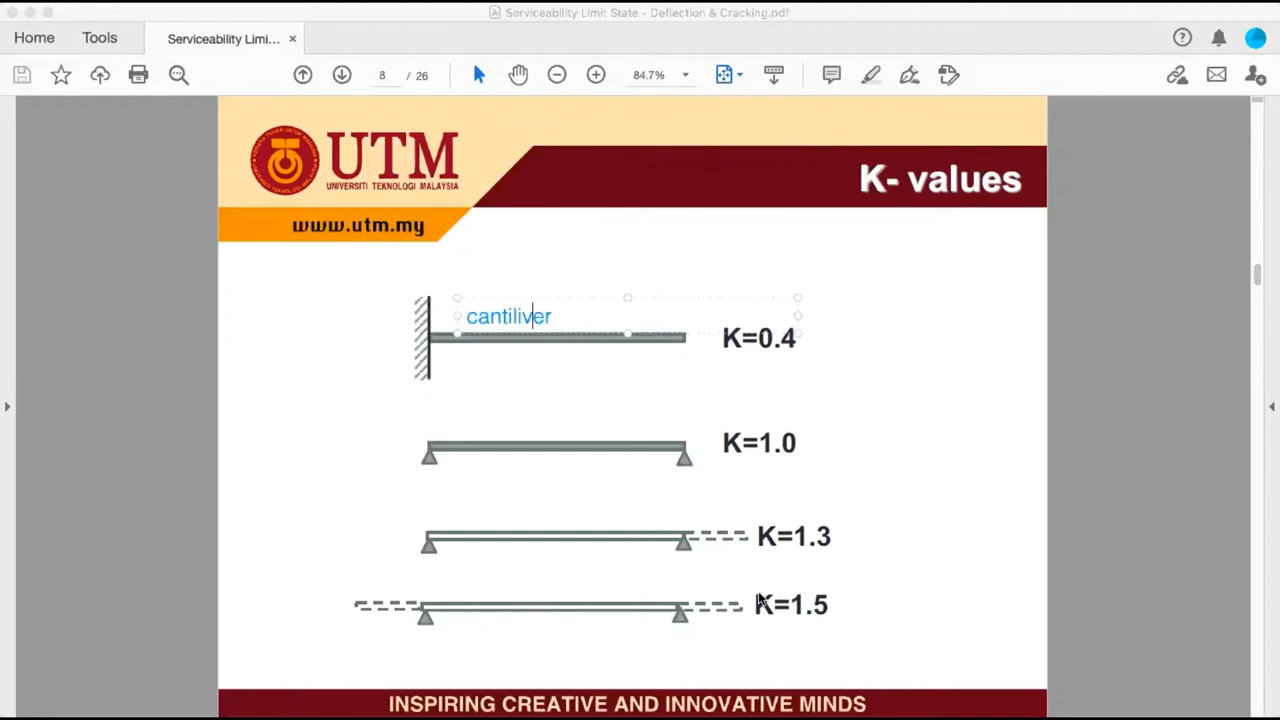 Serviceability Limit State - Deflection & Cracking.pdf
Home
Tools
Serviceability Limi...
×
8 / 26
84.7%
UTM
UNIVERSITI TEKNOLOGI MALAYSIA
www.utm.my
K- values
cantiliver
K=0.4
K=1.0
K=1.3
K=1.5
INSPIRING CREATIVE AND INNOVATIVE MINDS